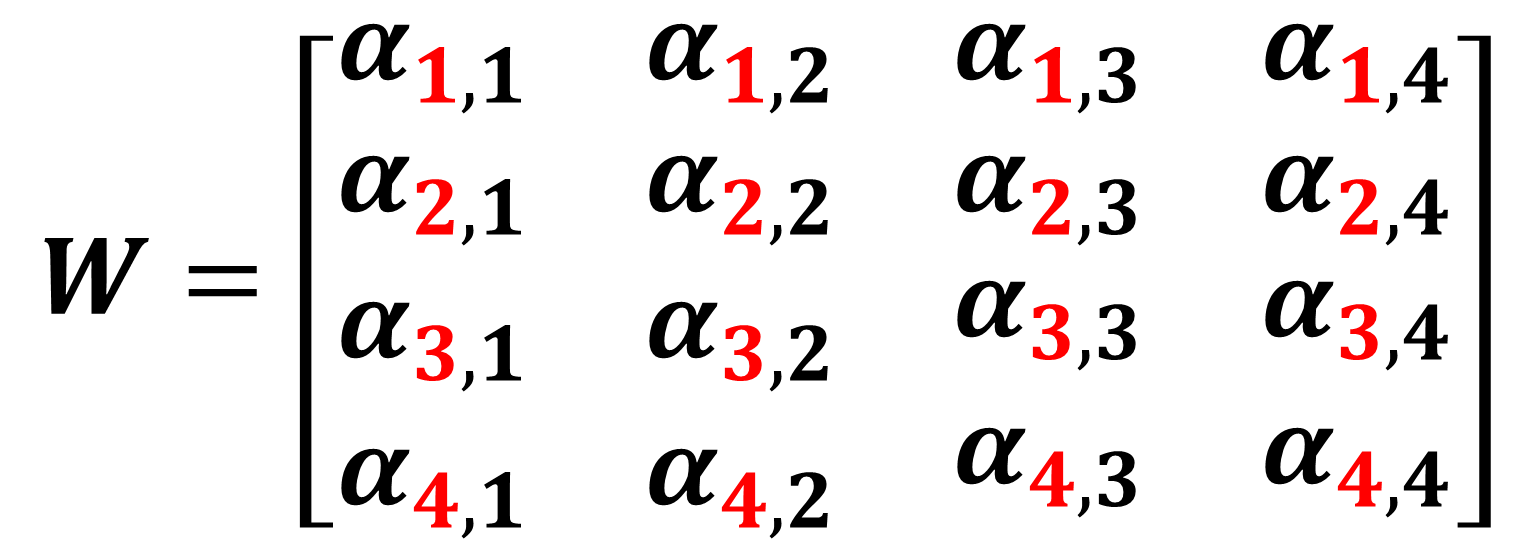 W = [α1,1 α1,2 α1,3 α1,4
α2,1 α2,2 α2,3 α2,4
α3,1 α3,2 α3,3 α3,4
α4,1 α4,2 α4,3 α4,4]